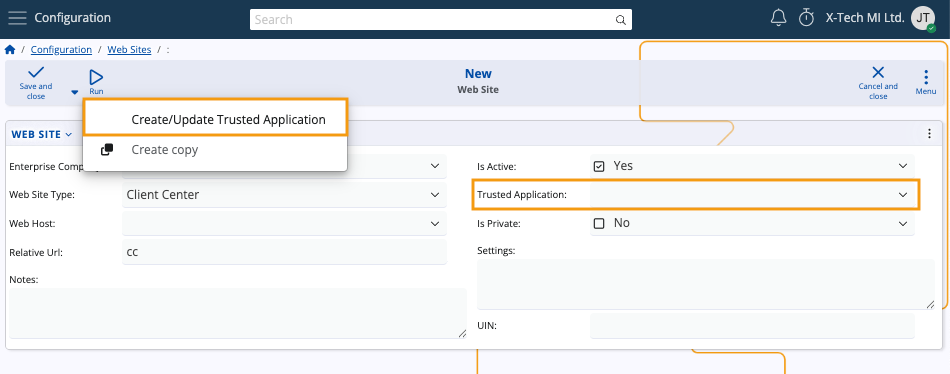 Configuration
Search
X-Tech MI Ltd.
JT
/ Configuration / Web Sites / :
Save and close
Run
New
Web Site
Cancel and close
Menu
Create/Update Trusted Application
Create copy
WEB SITE
Enterprise Comp
Is Active:
Yes
Web Site Type:
Client Center
Trusted Application:
Web Host:
Is Private:
No
Relative Url:
cc
Settings:
Notes:
UIN: